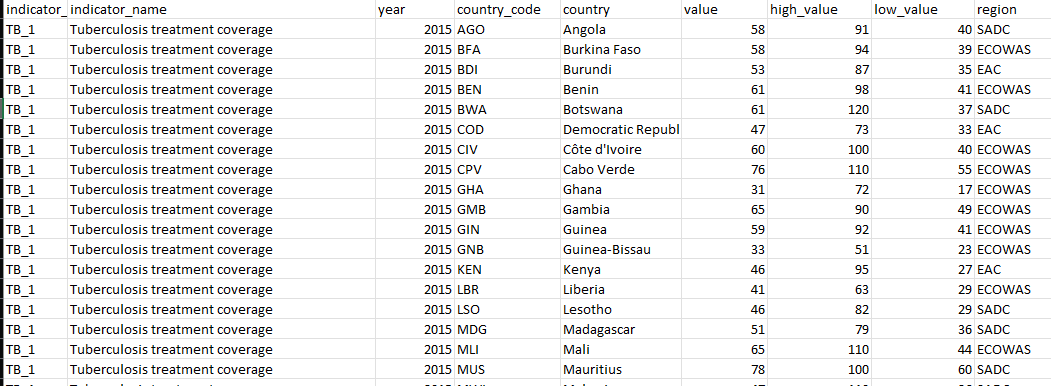 indicator_ indicator_name year country_code country value high_value low_value region
TB_1 Tuberculosis treatment coverage 2015 AGO Angola 58 91 40 SADC
TB_1 Tuberculosis treatment coverage 2015 BFA Burkina Faso 58 94 39 ECOWAS
TB_1 Tuberculosis treatment coverage 2015 BDI Burundi 53 87 35 EAC
TB_1 Tuberculosis treatment coverage 2015 BEN Benin 61 98 41 ECOWAS
TB_1 Tuberculosis treatment coverage 2015 BWA Botswana 61 120 37 SADC
TB_1 Tuberculosis treatment coverage 2015 COD Democratic Republ 47 73 33 EAC
TB_1 Tuberculosis treatment coverage 2015 CIV Côte d'Ivoire 60 100 40 ECOWAS
TB_1 Tuberculosis treatment coverage 2015 CPV Cabo Verde 76 110 55 ECOWAS
TB_1 Tuberculosis treatment coverage 2015 GHA Ghana 31 72 17 ECOWAS
TB_1 Tuberculosis treatment coverage 2015 GMB Gambia 65 90 49 ECOWAS
TB_1 Tuberculosis treatment coverage 2015 GIN Guinea 59 92 41 ECOWAS
TB_1 Tuberculosis treatment coverage 2015 GNB Guinea-Bissau 33 51 23 ECOWAS
TB_1 Tuberculosis treatment coverage 2015 KEN Kenya 46 95 27 EAC
TB_1 Tuberculosis treatment coverage 2015 LBR Liberia 41 63 29 ECOWAS
TB_1 Tuberculosis treatment coverage 2015 LSO Lesotho 46 82 29 SADC
TB_1 Tuberculosis treatment coverage 2015 MDG Madagascar 51 79 36 SADC
TB_1 Tuberculosis treatment coverage 2015 MLI Mali 65 110 44 ECOWAS
TB_1 Tuberculosis treatment coverage 2015 MUS Mauritius 78 100 60 SADC